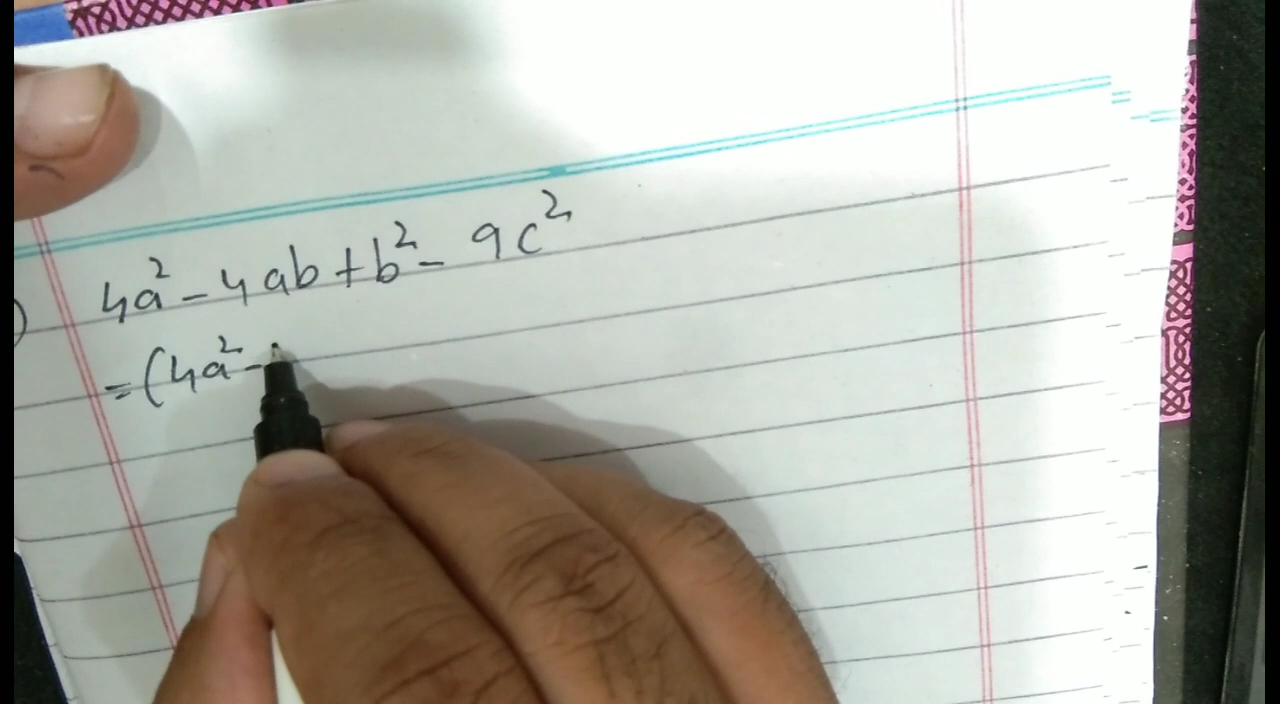 4a² - 4ab + b² - 9c²
= (4a² -